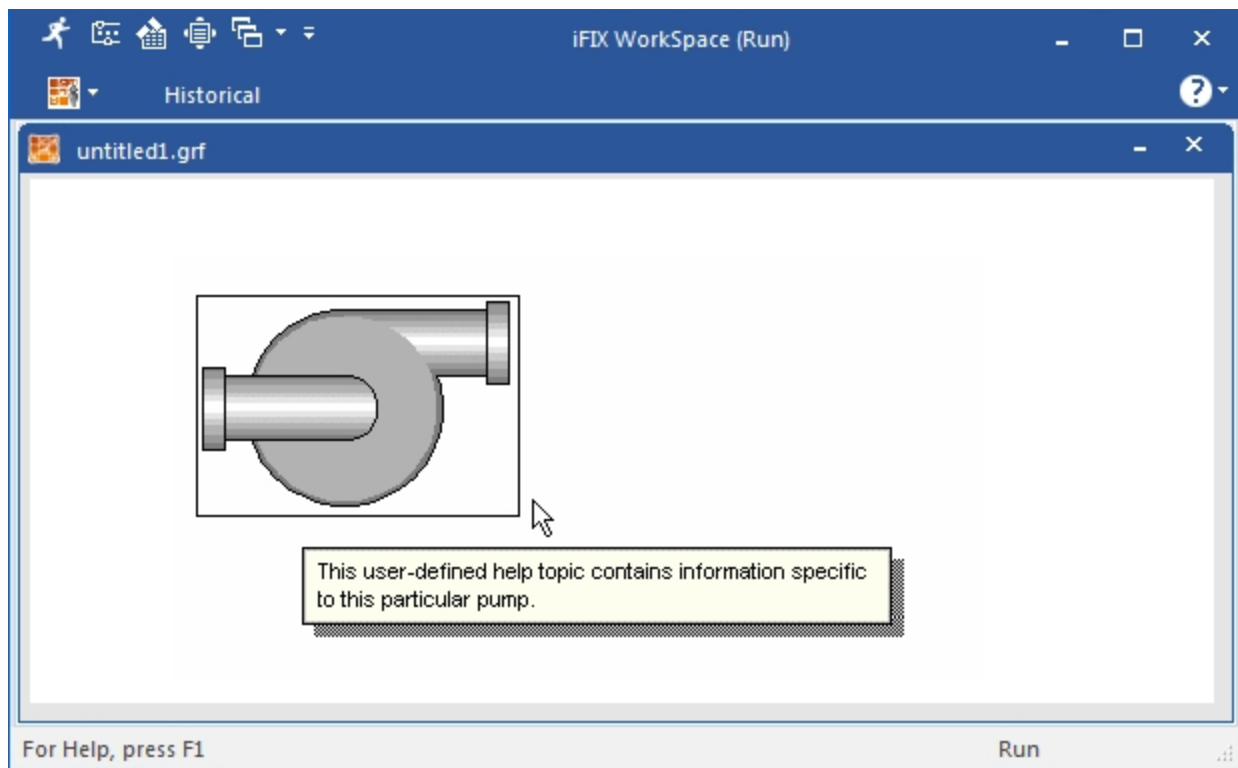 iFIX WorkSpace (Run)
Historical
?
untitled1.grf
This user-defined help topic contains information specific
to this particular pump.
For Help, press F1
Run